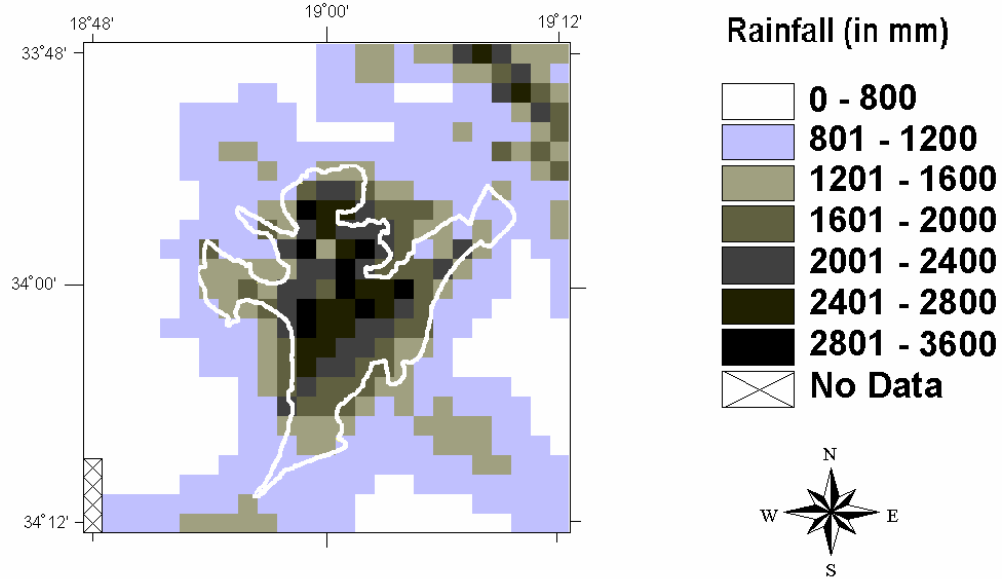 18°48'
19°00'
19°12'
33°48'
34°00'
34°12'
Rainfall (in mm)
0 - 800
801 - 1200
1201 - 1600
1601 - 2000
2001 - 2400
2401 - 2800
2801 - 3600
No Data
N
W
E
S